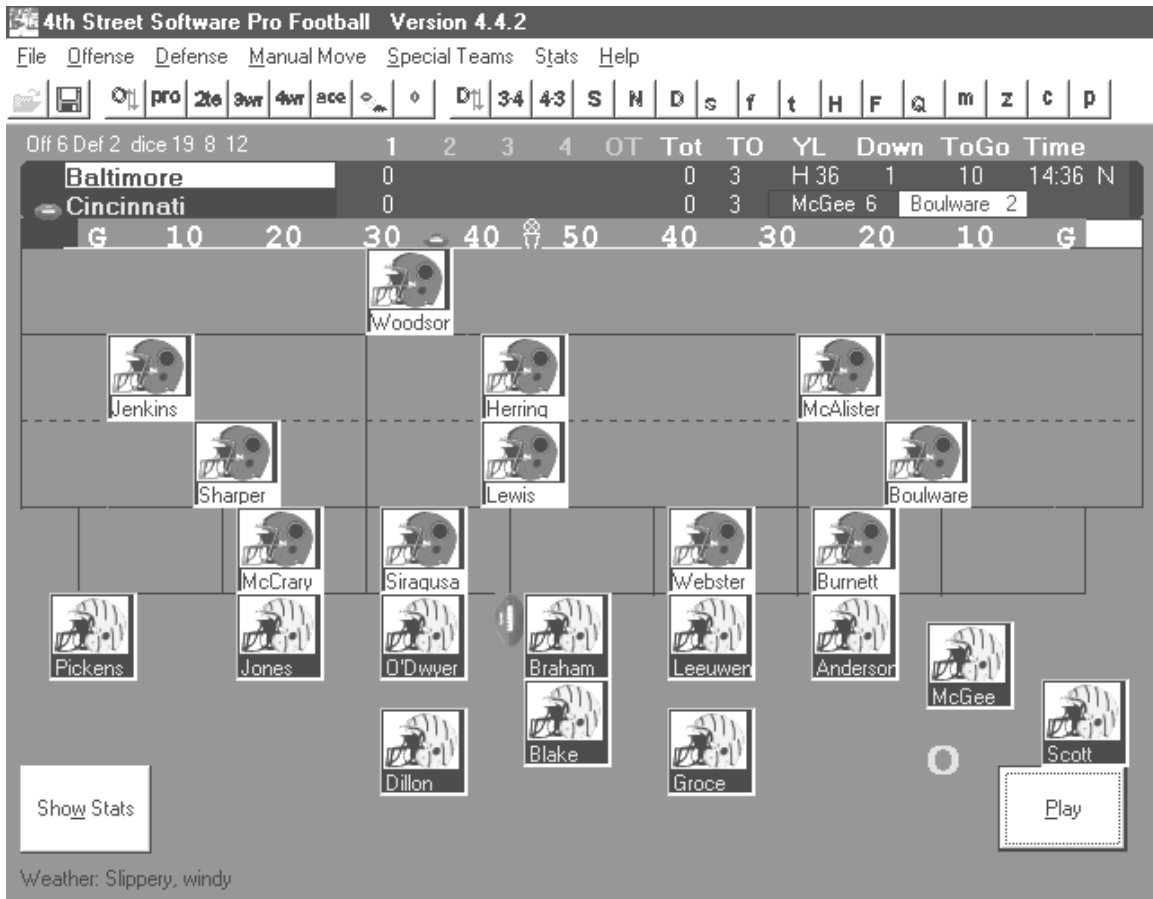 4th Street Software Pro Football Version 4.4.2
File Offense Defense Manual Move Special Teams Stats Help
O pro 2te 3wr 4wr ace D 3-4 4-3 S N D s f t H F Q m z c p
Off 6 Def 2 dice 19 8 12 1 2 3 4 OT Tot TO YL Down ToGo Time
Baltimore 0 0 3 H 36 1 10 14:36 N
Cincinnati 0 0 3 McGee 6 Boulware 2
G 10 20 30 40 50 40 30 20 10 G
Woodsor
Jenkins Herring McAlister
Sharper Lewis Boulware
McCrary Siragusa Webster Burnett
Pickens Jones O'Dwyer Braham Leeuwen Anderson
McGee
Blake Scott
Dillon Groce O
Show Stats Play
Weather: Slippery, windy